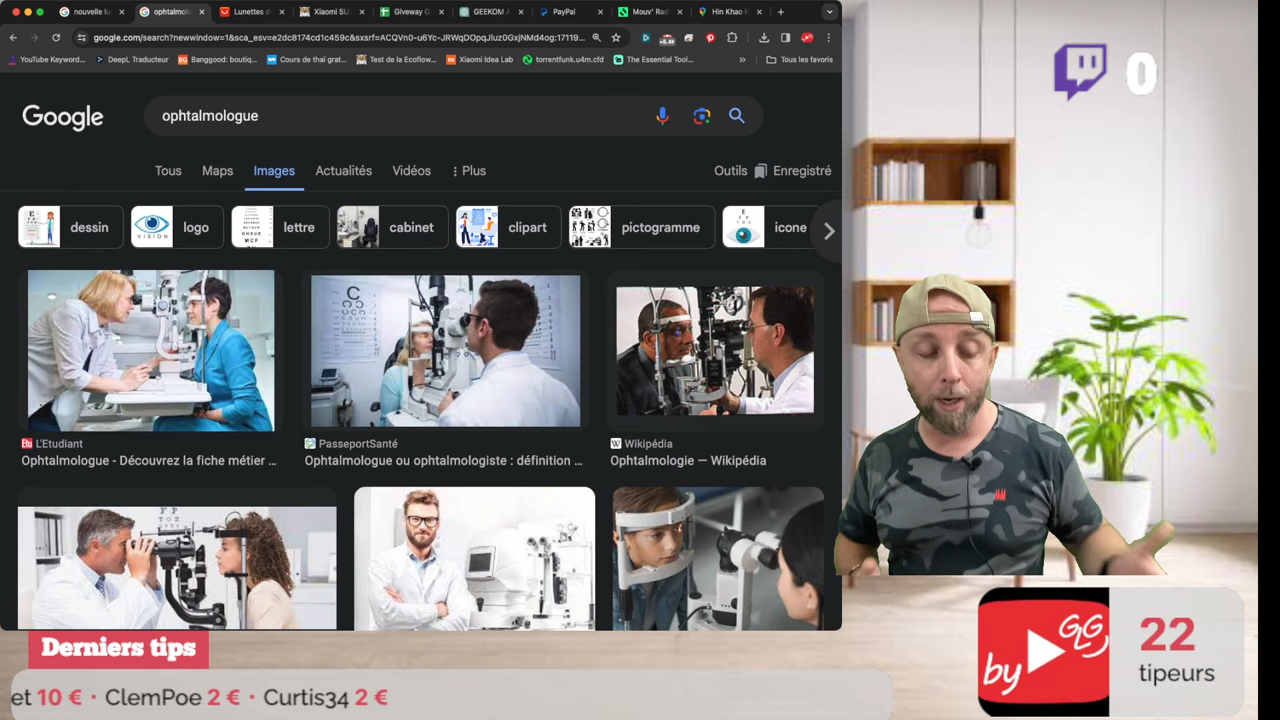 nouvelle lu
ophtalmolo
Lunettes d
Xiaomi SU
Giveway G
GEEKOM
PayPal
Mouv' Rad
Hin Khao
google.com/search?newwindow=1&sca_esv=e2dc8174cd1c459c&sxsrf=ACQVn0-u6Yc-JRWqDOpqJluz0GxjNMd4og:17119...
YouTube Keyword...
DeepL Traducteur
Banggood: boutiq...
Cours de thaï grat...
Test de la Ecoflow...
Xiaomi Idea Lab
torrentfunk.u4m.cfd
The Essential Tool...
Tous les favoris
Google
ophtalmologue
Tous
Maps
Images
Actualités
Vidéos
Plus
Outils
Enregistré
dessin
logo
lettre
cabinet
clipart
pictogramme
icone
VISION
L'Etudiant
Ophtalmologue - Découvrez la fiche métier ...
PasseportSanté
Ophtalmologue ou ophtalmologiste : définition ...
Wikipédia
Ophtalmologie — Wikipédia
0
Derniers tips
et 10 € · ClemPoe 2 € · Curtis34 2 €
by GLG
22
tipeurs